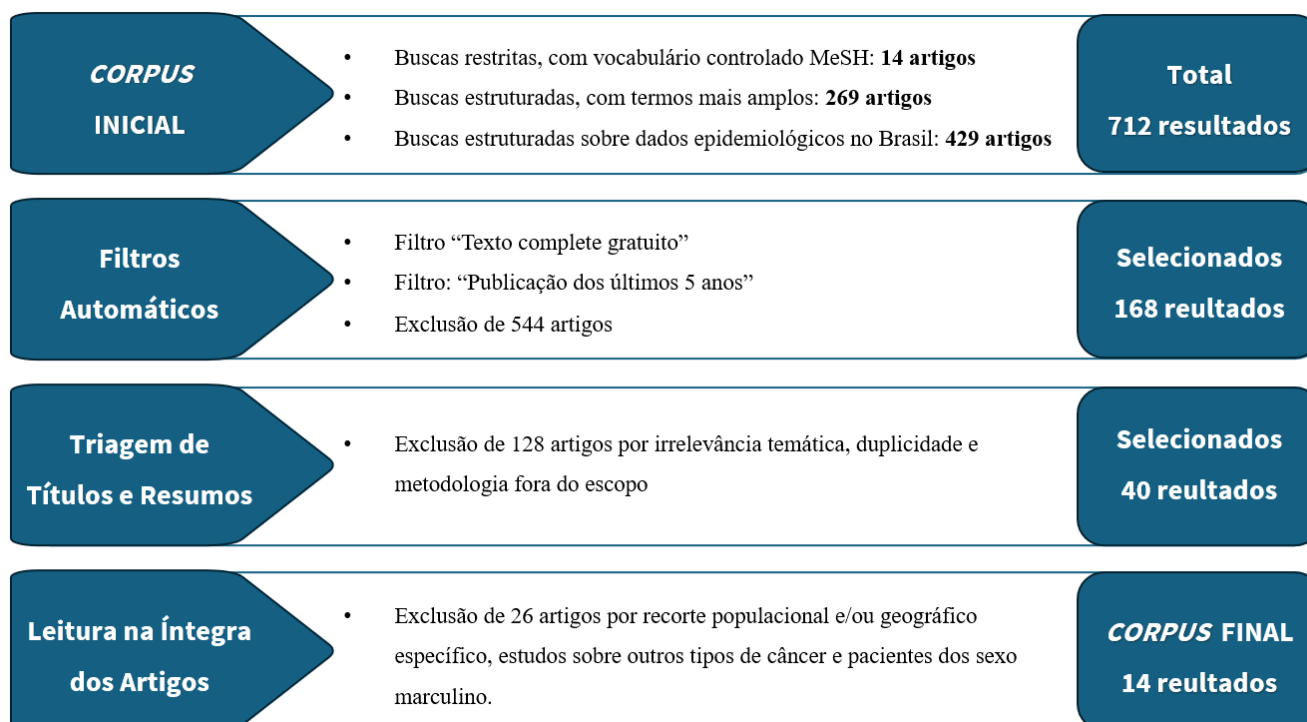 CORPUS
INICIAL
• Buscas restritas, com vocabulário controlado MeSH: 14 artigos
• Buscas estruturadas, com termos mais amplos: 269 artigos
• Buscas estruturadas sobre dados epidemiológicos no Brasil: 429 artigos
Total
712 resultados
Filtros
Automáticos
• Filtro “Texto complete gratuito”
• Filtro: “Publicação dos últimos 5 anos”
• Exclusão de 544 artigos
Selecionados
168 reultados
Triagem de
Títulos e Resumos
• Exclusão de 128 artigos por irrelevância temática, duplicidade e
metodologia fora do escopo
Selecionados
40 reultados
Leitura na Íntegra
dos Artigos
• Exclusão de 26 artigos por recorte populacional e/ou geográfico
específico, estudos sobre outros tipos de câncer e pacientes dos sexo
marculino.
CORPUS FINAL
14 reultados